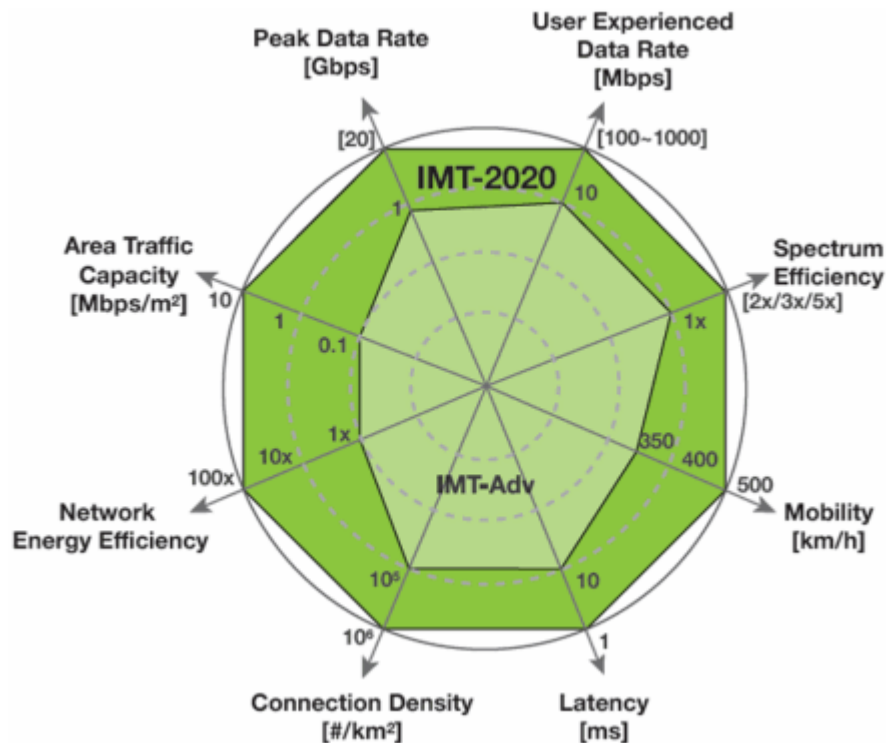 Peak Data Rate
[Gbps]
User Experienced
Data Rate
[Mbps]
[20]
[100~1000]
IMT-2020
1
10
Area Traffic
Capacity
[Mbps/m²]
Spectrum
Efficiency
[2x/3x/5x]
10
1
0.1
1x
350
400
500
1x
10x
100x
IMT-Adv
Network
Energy Efficiency
Mobility
[km/h]
10⁵
10
10⁶
1
Connection Density
[#/km²]
Latency
[ms]